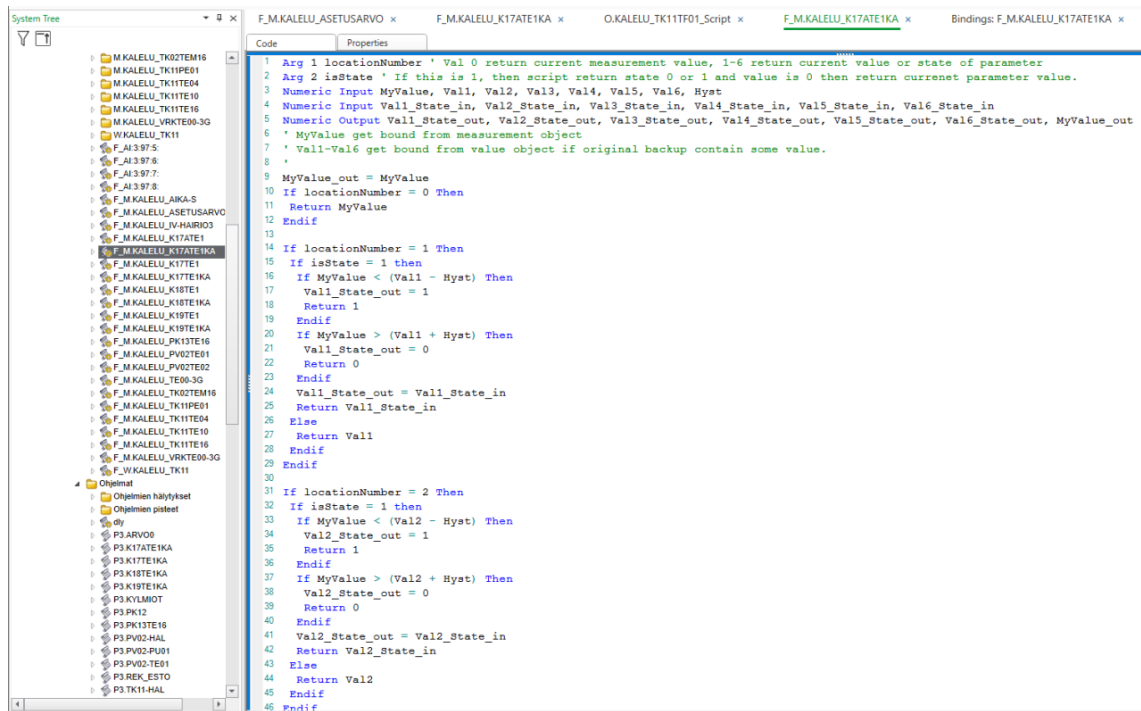 System Tree
F_M.KALELU_ASETUSARVO ×
F_M.KALELU_K17ATE1KA ×
O.KALELU_TK11TF01_Script ×
F_M.KALELU_K17ATE1KA ×
Bindings: F_M.KALELU_K17ATE1KA ×
Code
Properties
M.KALELU_TK02TEM16
M.KALELU_TK11PE01
M.KALELU_TK11TE04
M.KALELU_TK11TE10
M.KALELU_TK11TE16
M.KALELU_VRKTE00-3G
W.KALELU_TK11
F_AI:3:97:5:
F_AI:3:97:6:
F_AI:3:97:7:
F_AI:3:97:8:
F_M.KALELU_AIKA-S
F_M.KALELU_ASETUSARVO
F_M.KALELU_IV-HAIRIO3
F_M.KALELU_K17ATE1
F_M.KALELU_K17ATE1KA
F_M.KALELU_K17TE1
F_M.KALELU_K17TE1KA
F_M.KALELU_K18TE1
F_M.KALELU_K18TE1KA
F_M.KALELU_K19TE1
F_M.KALELU_K19TE1KA
F_M.KALELU_PK13TE16
F_M.KALELU_PV02TE01
F_M.KALELU_PV02TE02
F_M.KALELU_TE00-3G
F_M.KALELU_TK02TEM16
F_M.KALELU_TK11PE01
F_M.KALELU_TK11TE04
F_M.KALELU_TK11TE10
F_M.KALELU_TK11TE16
F_M.KALELU_VRKTE00-3G
F_W.KALELU_TK11
Ohjelmat
Ohjelmien hälytykset
Ohjelmien pisteet
dly
P3.ARVO0
P3.K17ATE1KA
P3.K17TE1KA
P3.K18TE1KA
P3.K19TE1KA
P3.KYLMIOT
P3.PK12
P3.PK13TE16
P3.PV02-HAL
P3.PV02-PU01
P3.PV02-TE01
P3.REK_ESTO
P3.TK11-HAL
1 Arg 1 locationNumber ' Val 0 return current measurement value, 1-6 return current value or state of parameter
2 Arg 2 isState ' If this is 1, then script return state 0 or 1 and value is 0 then return currenet parameter value.
3 Numeric Input MyValue, Val1, Val2, Val3, Val4, Val5, Val6, Hyst
4 Numeric Input Val1_State_in, Val2_State_in, Val3_State_in, Val4_State_in, Val5_State_in, Val6_State_in
5 Numeric Output Val1_State_out, Val2_State_out, Val3_State_out, Val4_State_out, Val5_State_out, Val6_State_out, MyValue_out
6 ' MyValue get bound from measurement object
7 ' Val1-Val6 get bound from value object if original backup contain some value.
8 '
9 MyValue_out = MyValue
10 If locationNumber = 0 Then
11 Return MyValue
12 Endif
13
14 If locationNumber = 1 Then
15 If isState = 1 then
16 If MyValue < (Val1 - Hyst) Then
17 Val1_State_out = 1
18 Return 1
19 Endif
20 If MyValue > (Val1 + Hyst) Then
21 Val1_State_out = 0
22 Return 0
23 Endif
24 Val1_State_out = Val1_State_in
25 Return Val1_State_in
26 Else
27 Return Val1
28 Endif
29 Endif
30
31 If locationNumber = 2 Then
32 If isState = 1 then
33 If MyValue < (Val2 - Hyst) Then
34 Val2_State_out = 1
35 Return 1
36 Endif
37 If MyValue > (Val2 + Hyst) Then
38 Val2_State_out = 0
39 Return 0
40 Endif
41 Val2_State_out = Val2_State_in
42 Return Val2_State_in
43 Else
44 Return Val2
45 Endif
46 Endif